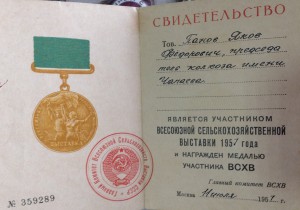 № 359289
СВИДЕТЕЛЬСТВО
Тов. Паков Яков
Федорович, председа
тель колхоза имени
Чапаева
ЯВЛЯЕТСЯ УЧАСТНИКОМ
ВСЕСОЮЗНОЙ СЕЛЬСКОХОЗЯЙСТВЕННОЙ
ВЫСТАВКИ 1957 ГОДА
И НАГРАЖДЕН МЕДАЛЬЮ
УЧАСТНИКА ВСХВ
Главный комитет ВСХВ
Москва 1957 г.